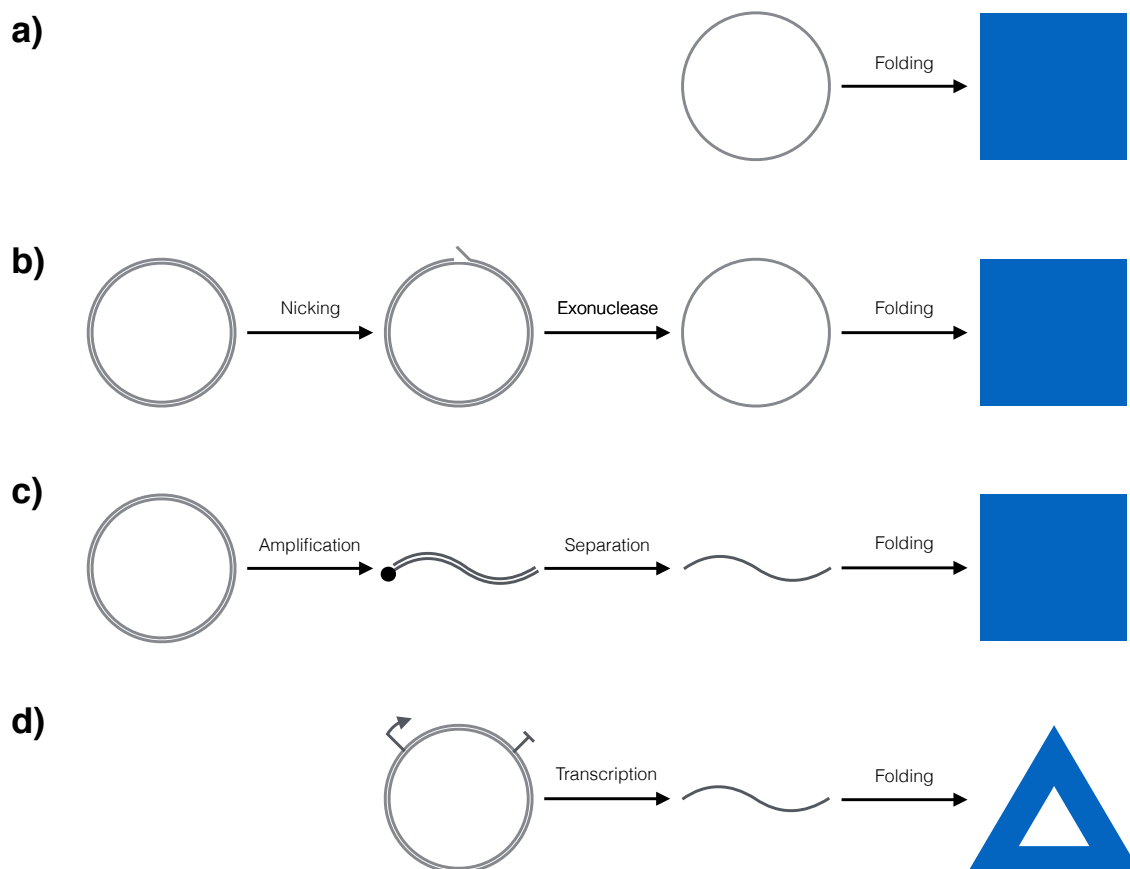 a)
Folding
b)
Nicking
Exonuclease
Folding
c)
Amplification
Separation
Folding
d)
Transcription
Folding